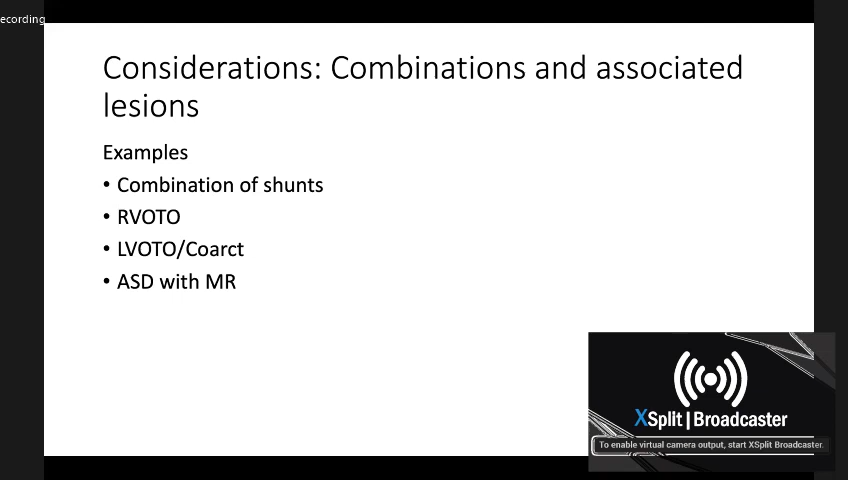 ecording
Considerations: Combinations and associated
lesions
Examples
• Combination of shunts
• RVOTO
• LVOTO/Coarct
• ASD with MR
XSplit | Broadcaster
To enable virtual camera output, start XSplit Broadcaster.